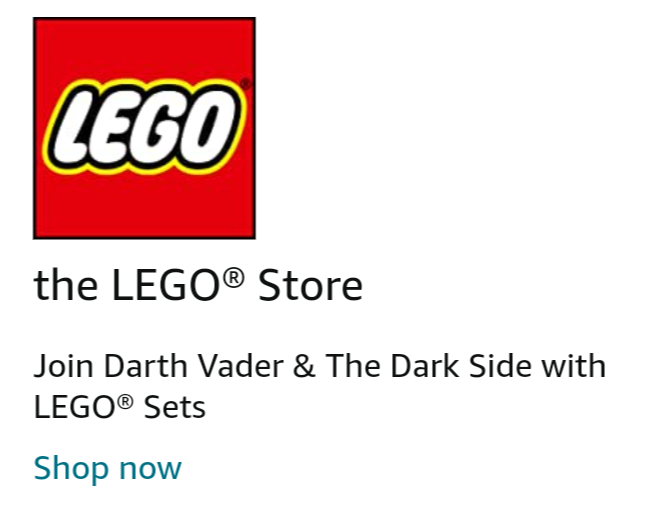 LEGO®
the LEGO® Store
Join Darth Vader & The Dark Side with
LEGO® Sets
Shop now